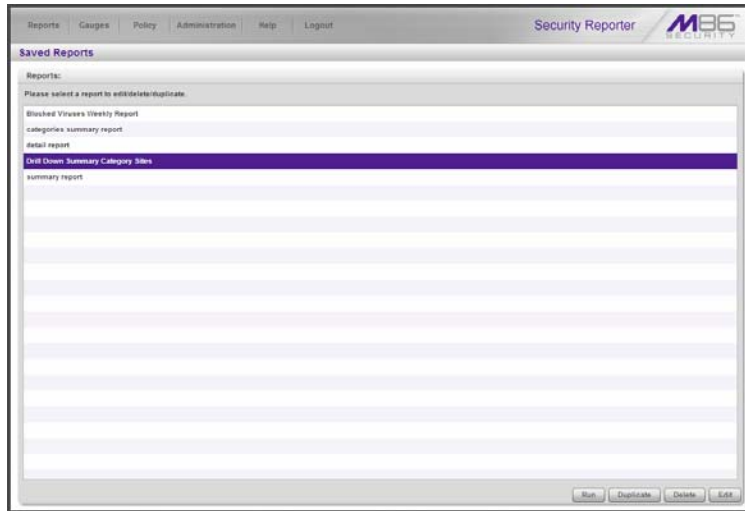 Reports Gauges Policy Administration Help Logout
Security Reporter
M86 SECURITY
Saved Reports
Reports:
Please select a report to edit/delete/duplicate.
Blocked Viruses Weekly Report
categories summary report
detail report
Drill Down Summary Category Sites
summary report
Run Duplicate Delete Edit